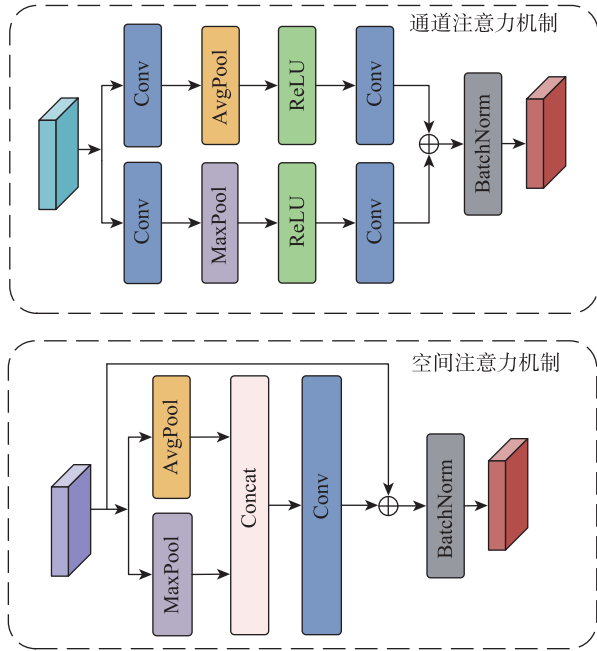 通道注意力机制
Conv
AvgPool
ReLU
Conv
BatchNorm
Conv
MaxPool
ReLU
Conv
空间注意力机制
AvgPool
MaxPool
Concat
Conv
BatchNorm